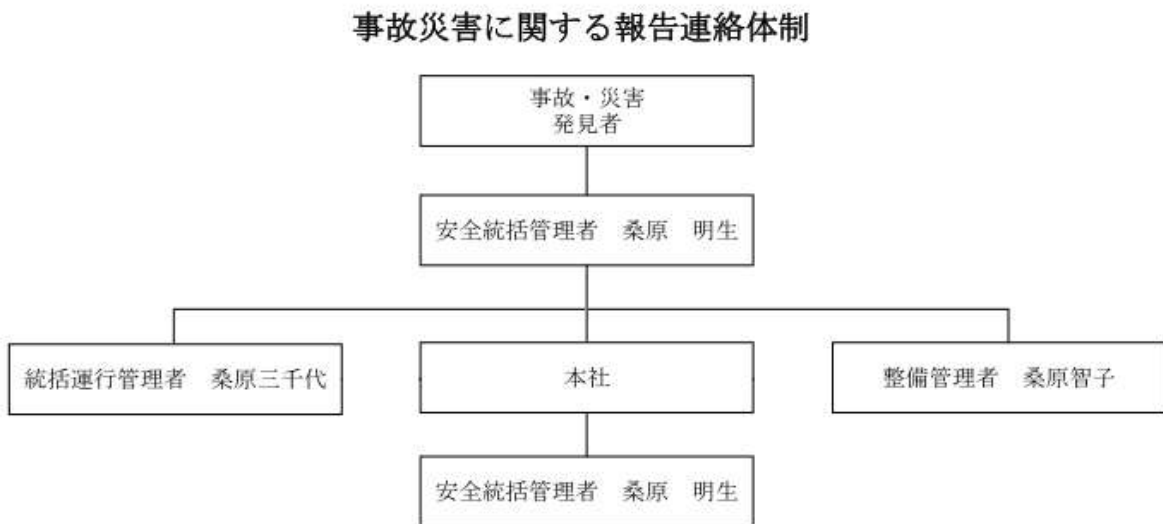 事故災害に関する報告連絡体制
事故・災害
発見者
安全統括管理者　桑原　明生
統括運行管理者　桑原三千代
本社
整備管理者　桑原智子
安全統括管理者　桑原　明生